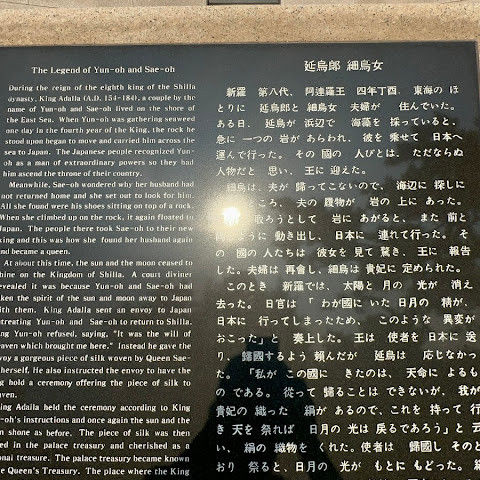 The Legend of Yun-oh and Sae-oh
During the reign of the eighth king of the Shilla
dynasty, King Adalla (A.D. 154-184), a couple by the
name of Yun-oh and Sae-oh lived on the shore of
the East Sea. When Yun-oh was gathering seaweed
one day in the fourth year of the King, the rock he
stood upon began to move and carried him across the
sea to Japan. The Japanese people recognized Yun-
oh as a man of extraordinary powers so they had
him ascend the throne of their country.
Meanwhile, Sae-oh wondered why her husband had
not returned home and she set out to look for him.
All she found were his shoes sitting on top of a rock.
When she climbed up on the rock, it again floated to
Japan. The people there took Sae-oh to their new
king and this was how she found her husband again
and became a queen.
At about this time, the sun and the moon ceased to
shine on the Kingdom of Shilla. A court diviner
revealed it was because Yun-oh and Sae-oh had
taken the spirit of the sun and moon away to Japan
with them. King Adalla sent an envoy to Japan
entreating Yun-oh and Sae-oh to return to Shilla.
King Yun-oh refused, saying, "It was the will of
heaven which brought me here." Instead he gave the
envoy a gorgeous piece of silk woven by Queen Sae-
herself. He also instructed the envoy to have the
king hold a ceremony offering the piece of silk to
heaven.
King Adalla held the ceremony according to King
-oh's instructions and once again the sun and the
shone as before. The piece of silk was then
in the palace treasury and cherished as a
national treasure. The palace treasury became known
the Queen's Treasury. The place where the King
延烏郎 細烏女
新羅 第八代、阿達羅王 四年丁酉、東海の ほ
とりに 延烏郎と 細烏女 夫婦が 住んでいた。
ある日、延烏が 浜辺で 海藻を 採っていると、
急に 一つの 岩が あらわれ、彼を 乗せて 日本へ
運んで行った。その 國の 人びとは、ただならぬ
人物だと 思い、王に 迎えた。
細烏は、夫が 歸ってこないので、海辺に 探しに
ころ、夫の 履物が 岩の 上に あった。
取ろうとして 岩に あがると、また 前と
ように 動き出し、日本に 連れて 行った。そ
の 國の 人たちは 彼女を 見て 驚き、王に 報告
した。夫婦は 再會し、細烏は 貴妃に 定められた。
このとき 新羅では、太陽と 月の 光が 消え
去った。日官は 「わが國に いた 日月の 精が、
日本に 行ってしまったため、このような 異変が
おこった」と 奏上した。王は 使者を 日本に 送
り、歸國するよう 頼んだが 延烏は 応じなかっ
た。「私が この國に きたのは、天命に よるも
の である。従って 歸ることは できないが、我が
貴妃の 織った 絹が あるので、これを 持って 行
き 天を 祭れば 日月の 光は 戻るであろう」と 云
い、絹の 織物を くれた。使者は 歸國し そのと
おり 祭ると、日月の 光が もとに もどった。